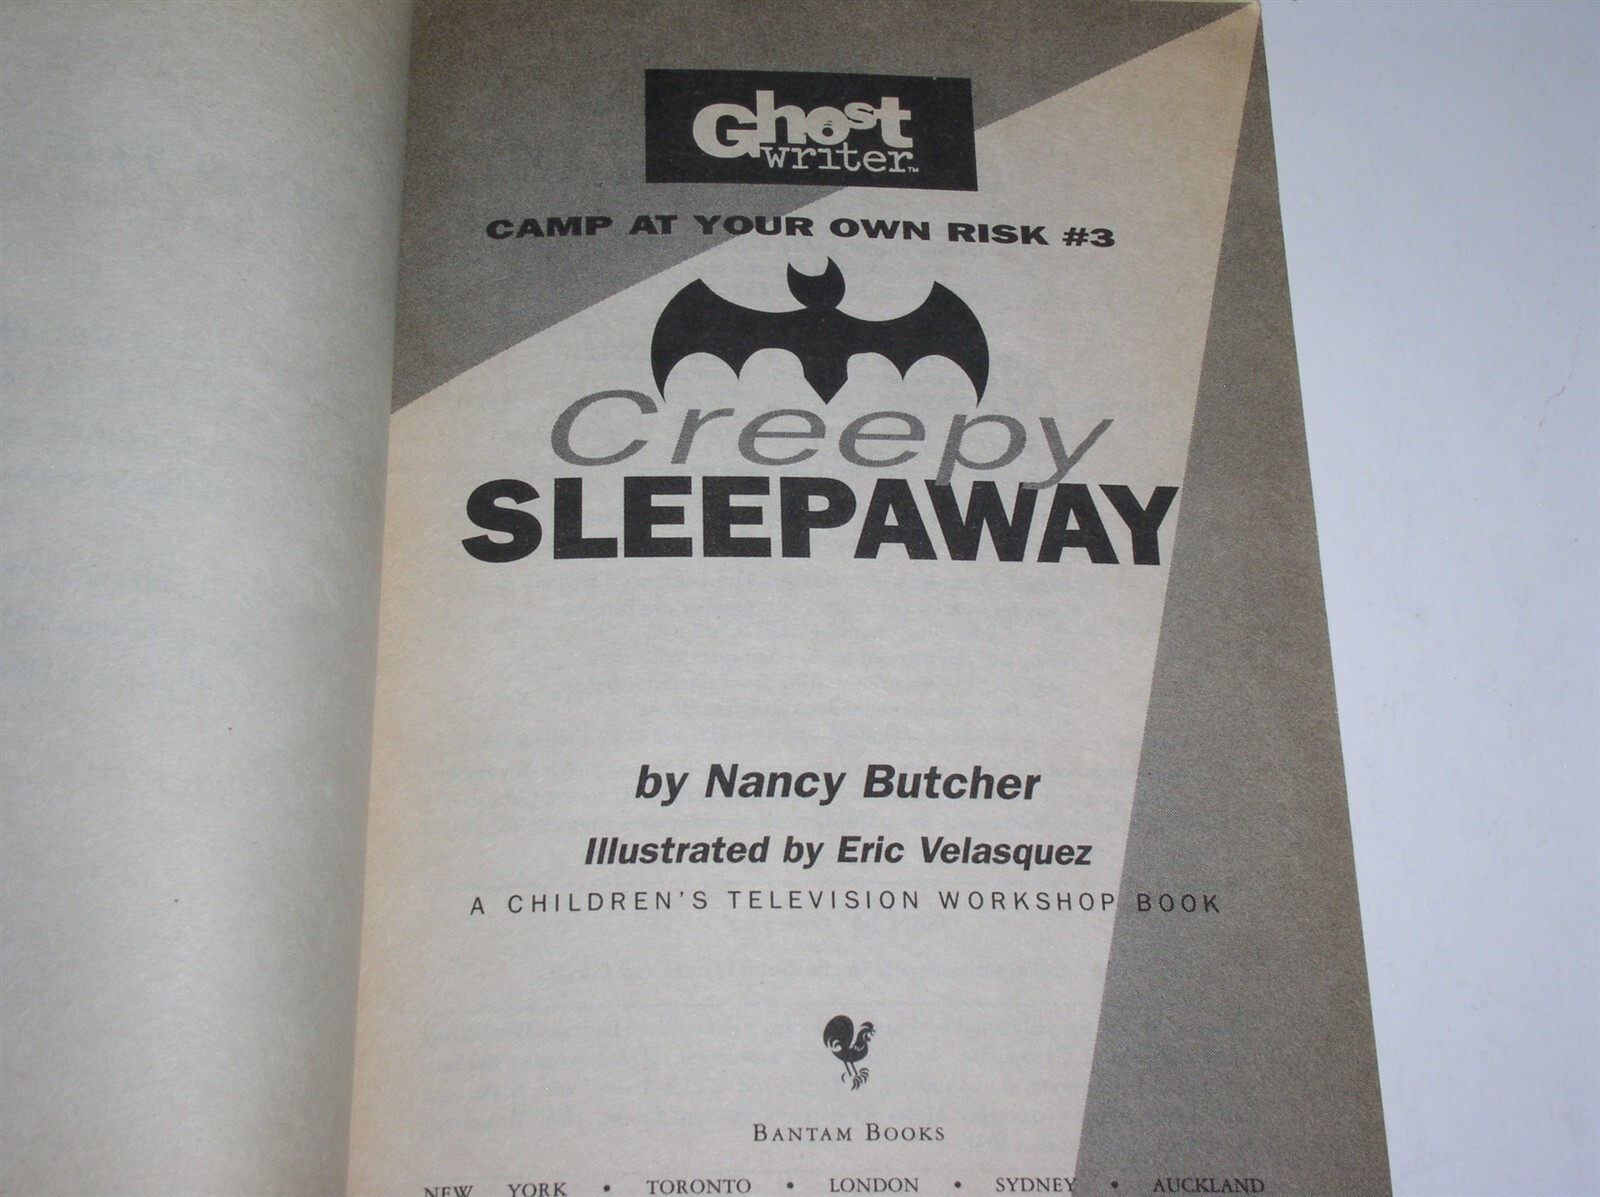 Ghost
writer™
CAMP AT YOUR OWN RISK #3
Creepy
SLEEPAWAY
by Nancy Butcher
Illustrated by Eric Velasquez
A CHILDREN'S TELEVISION WORKSHOP BOOK
BANTAM BOOKS
NEW YORK • TORONTO • LONDON • SYDNEY • AUCKLAND